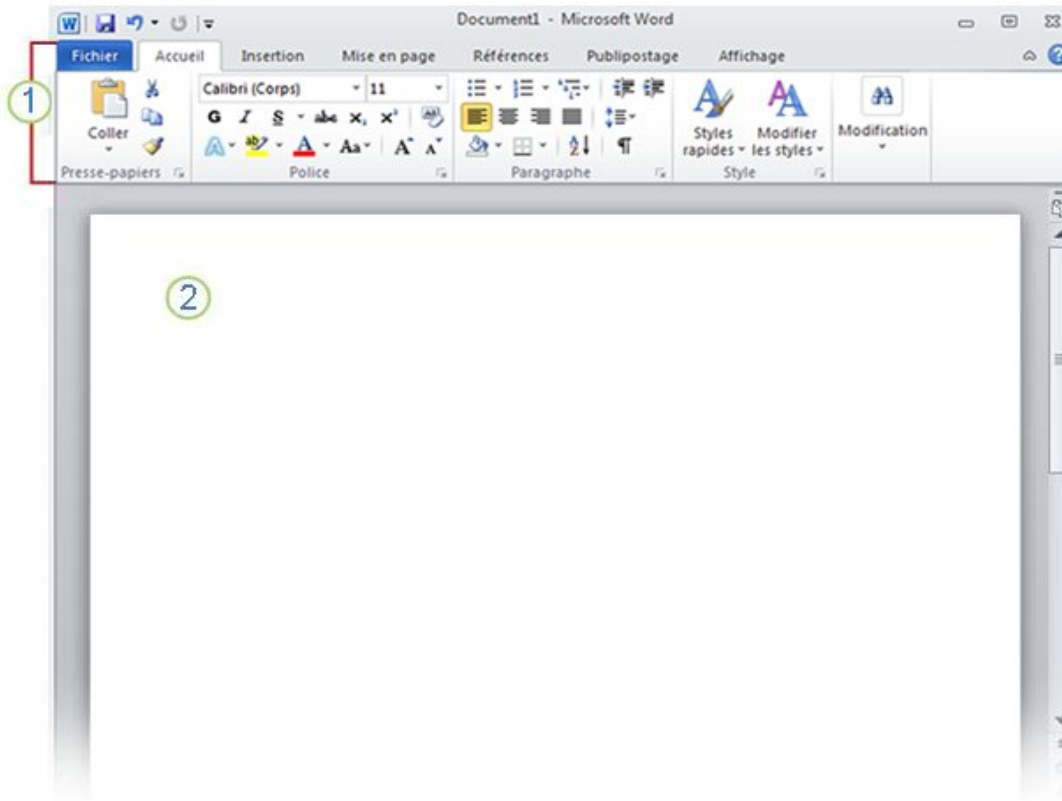 Document1 - Microsoft Word
Fichier Accueil Insertion Mise en page Références Publipostage Affichage
1
Coller
Calibri (Corps) 11
G I S abc x, x²
Aa A A
Styles rapides
Modifier les styles
Modification
Presse-papiers Police Paragraphe Style
2